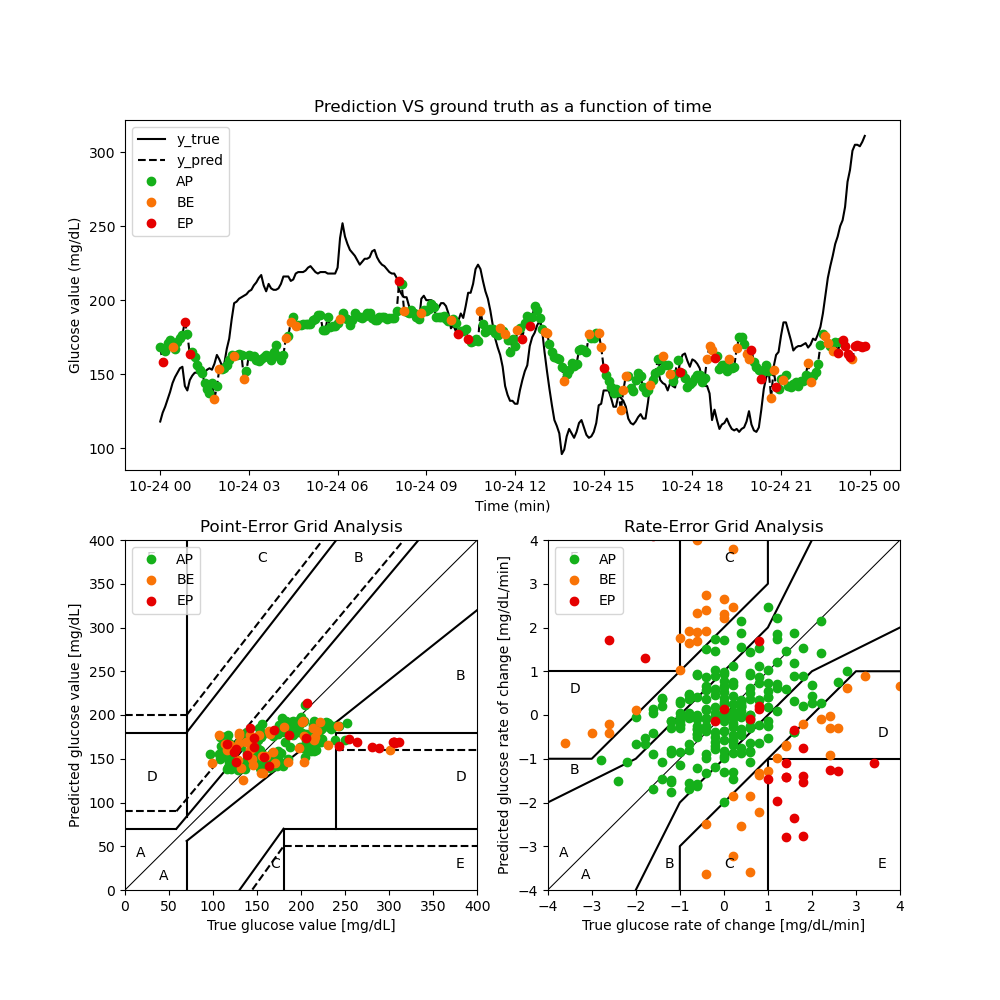 Prediction VS ground truth as a function of time
Glucose value (mg/dL)
300
250
200
150
100
y_true
y_pred
AP
BE
EP
10-24 00 10-24 03 10-24 06 10-24 09 10-24 12 10-24 15 10-24 18 10-24 21 10-25 00
Time (min)
Point-Error Grid Analysis
Predicted glucose value [mg/dL]
400
350
300
250
200
150
100
50
0
AP
BE
EP
C
B
B
D
D
A
A
C
E
0 50 100 150 200 250 300 350 400
True glucose value [mg/dL]
Rate-Error Grid Analysis
Predicted glucose rate of change [mg/dL/min]
4
3
2
1
0
−1
−2
−3
−4
AP
BE
EP
C
D
D
B
A
A
B
C
E
−4 −3 −2 −1 0 1 2 3 4
True glucose rate of change [mg/dL/min]